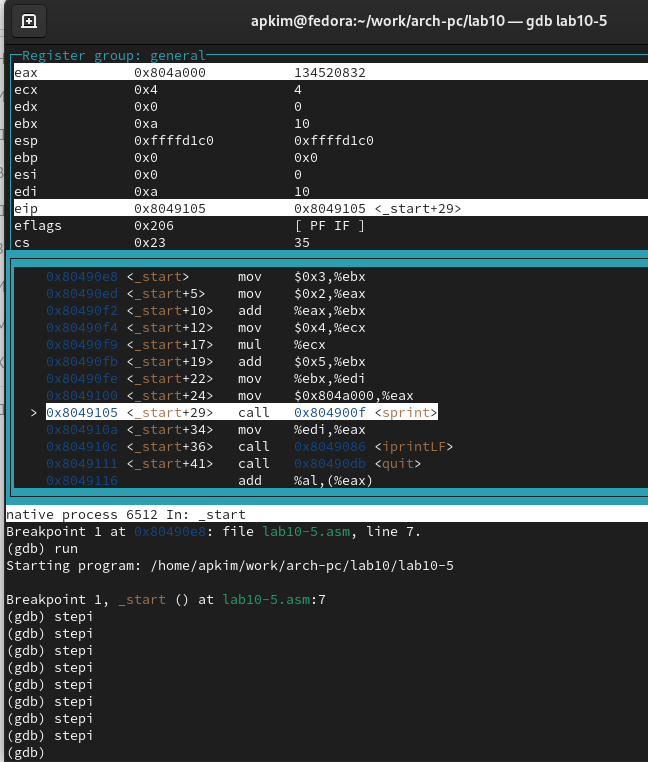 apkim@fedora:~/work/arch-pc/lab10 — gdb lab10-5
Register group: general
eax 0x804a000 134520832
ecx 0x4 4
edx 0x0 0
ebx 0xa 10
esp 0xffffd1c0 0xffffd1c0
ebp 0x0 0x0
esi 0x0 0
edi 0xa 10
eip 0x8049105 0x8049105 <_start+29>
eflags 0x206 [ PF IF ]
cs 0x23 35
0x80490e8 <_start> mov $0x3,%ebx
0x80490ed <_start+5> mov $0x2,%eax
0x80490f2 <_start+10> add %eax,%ebx
0x80490f4 <_start+12> mov $0x4,%ecx
0x80490f9 <_start+17> mul %ecx
0x80490fb <_start+19> add $0x5,%ebx
0x80490fe <_start+22> mov %ebx,%edi
0x8049100 <_start+24> mov $0x804a000,%eax
> 0x8049105 <_start+29> call 0x804900f <sprint>
0x804910a <_start+34> mov %edi,%eax
0x804910c <_start+36> call 0x8049086 <iprintLF>
0x8049111 <_start+41> call 0x80490db <quit>
0x8049116 add %al,(%eax)
native process 6512 In: _start
Breakpoint 1 at 0x80490e8: file lab10-5.asm, line 7.
(gdb) run
Starting program: /home/apkim/work/arch-pc/lab10/lab10-5
Breakpoint 1, _start () at lab10-5.asm:7
(gdb) stepi
(gdb) stepi
(gdb) stepi
(gdb) stepi
(gdb) stepi
(gdb) stepi
(gdb) stepi
(gdb) stepi
(gdb)